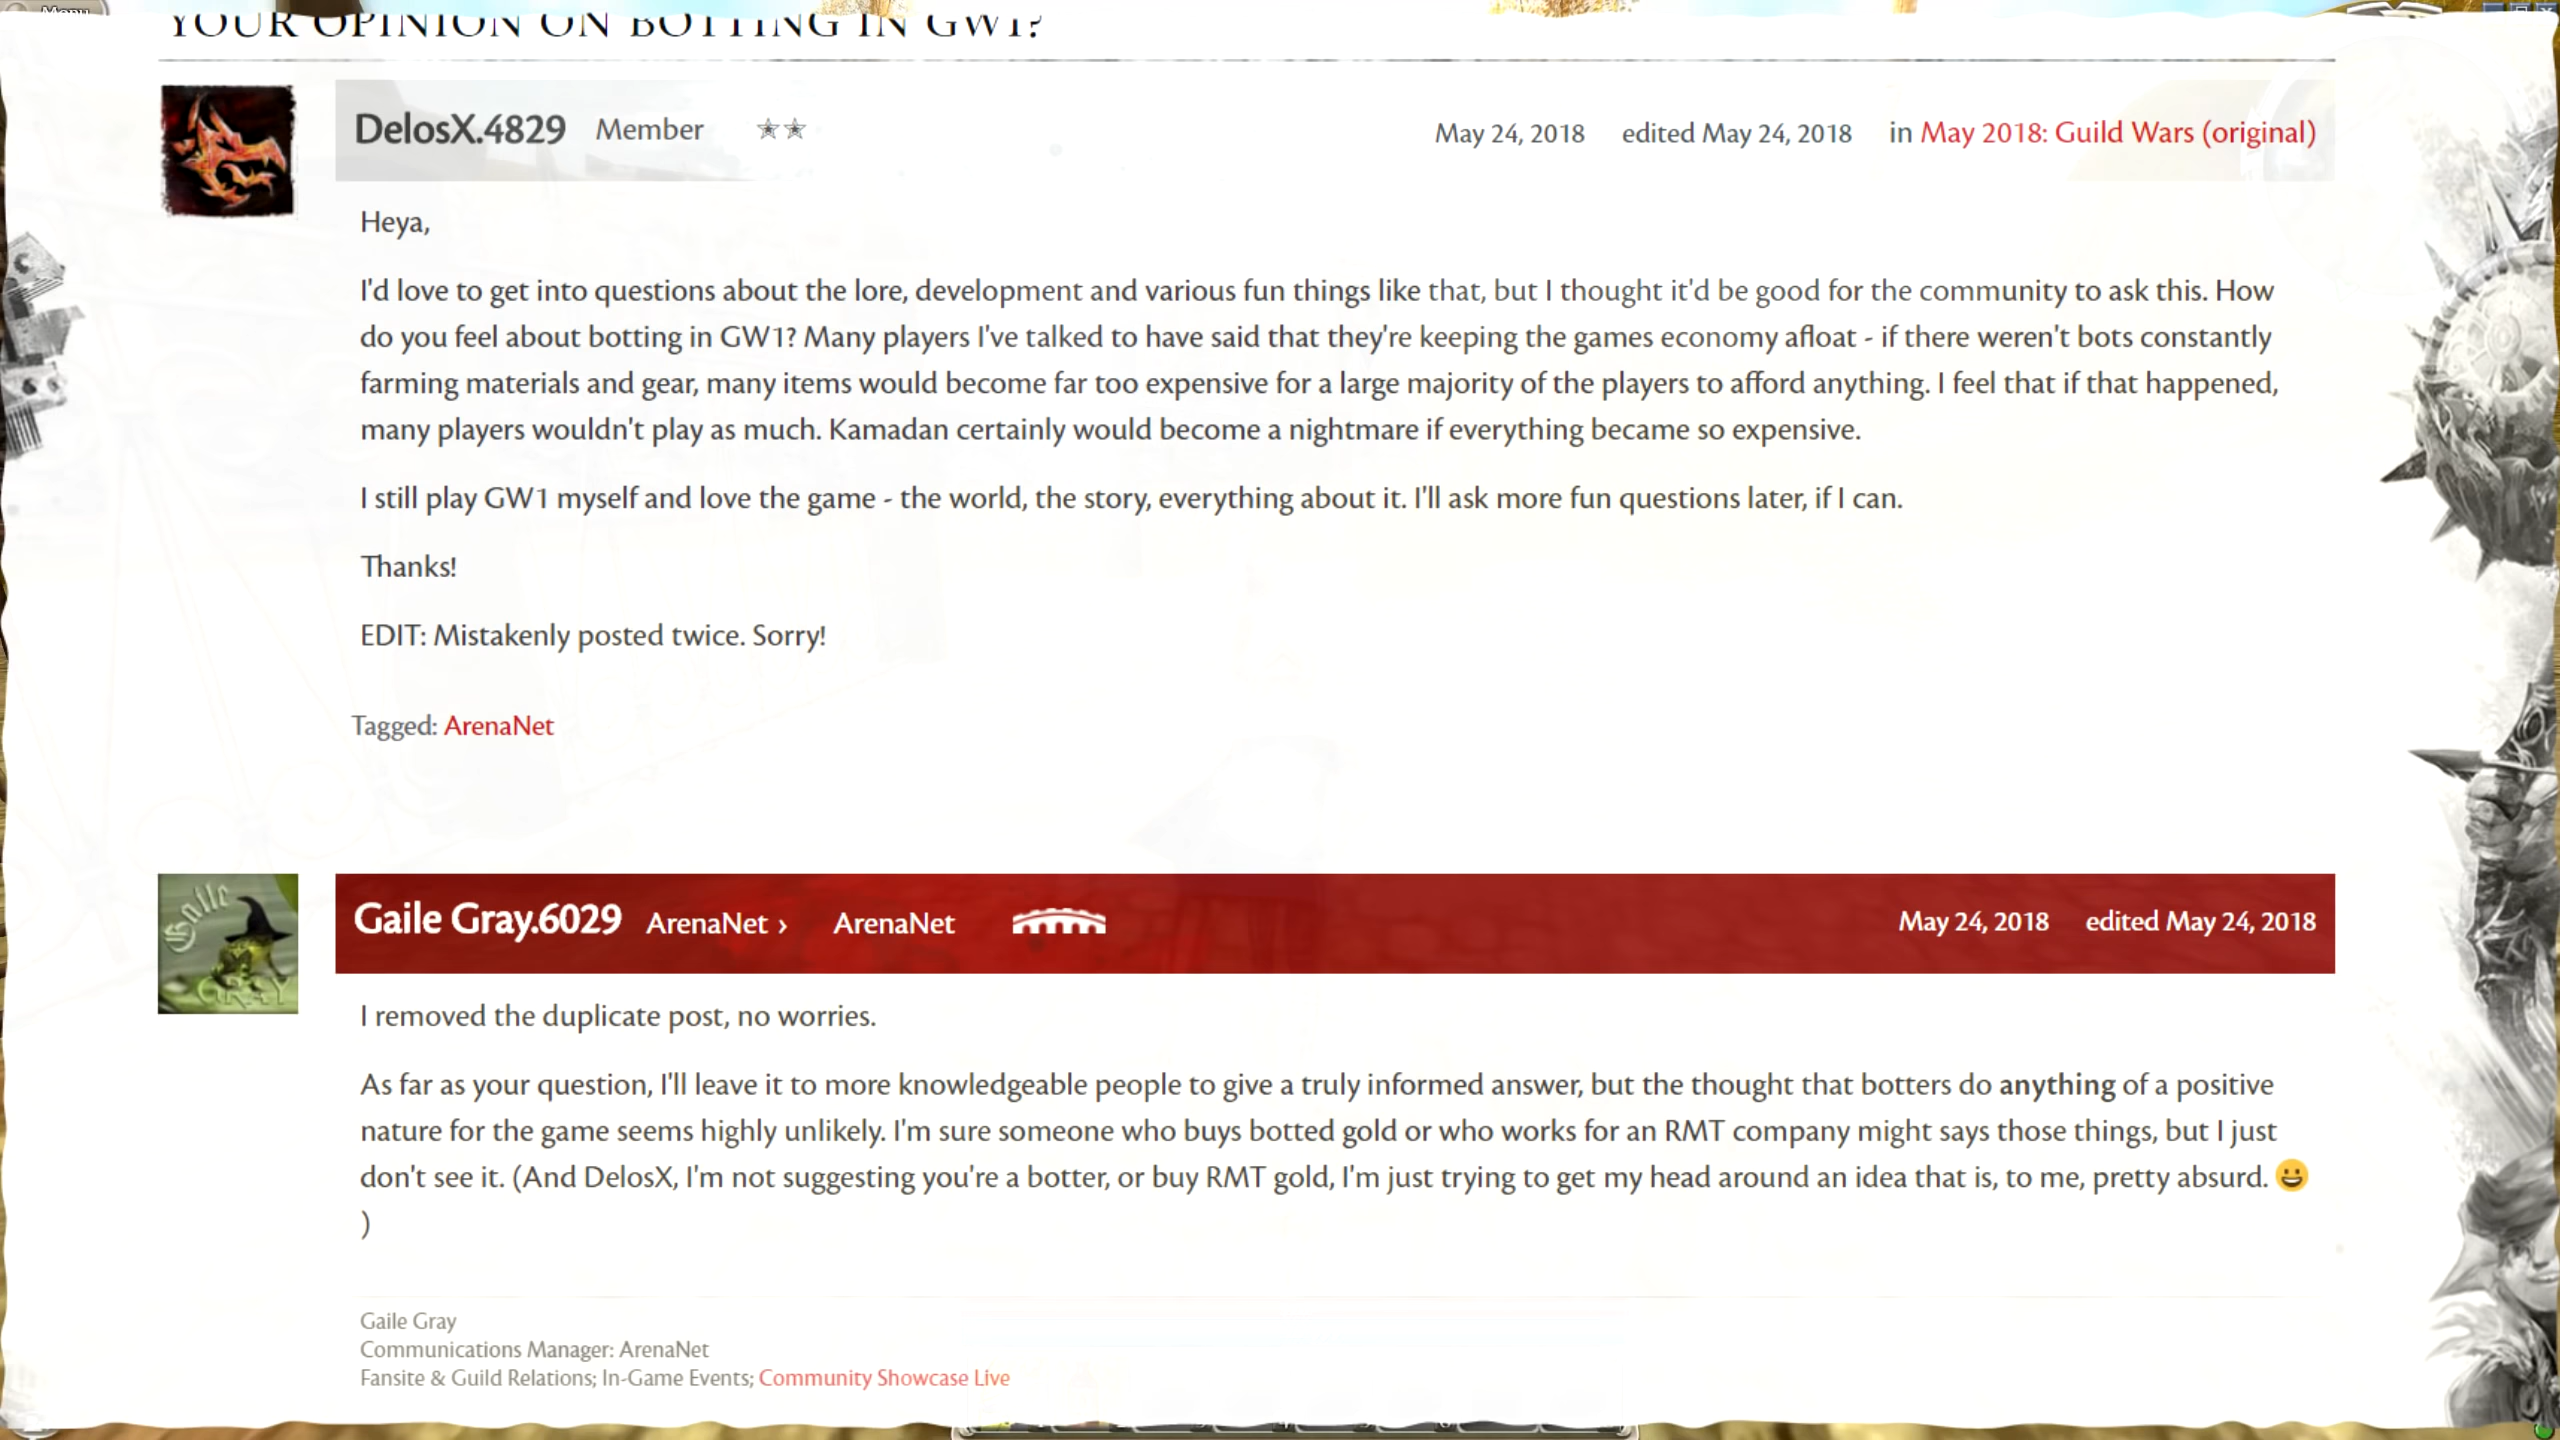 Menu
YOUR OPINION ON BOTTING IN GW1?
DelosX.4829 Member May 24, 2018 edited May 24, 2018 in May 2018: Guild Wars (original)
Heya,
I'd love to get into questions about the lore, development and various fun things like that, but I thought it'd be good for the community to ask this. How
do you feel about botting in GW1? Many players I've talked to have said that they're keeping the games economy afloat - if there weren't bots constantly
farming materials and gear, many items would become far too expensive for a large majority of the players to afford anything. I feel that if that happened,
many players wouldn't play as much. Kamadan certainly would become a nightmare if everything became so expensive.
I still play GW1 myself and love the game - the world, the story, everything about it. I'll ask more fun questions later, if I can.
Thanks!
EDIT: Mistakenly posted twice. Sorry!
Tagged: ArenaNet
Gaile GRAY
Gaile Gray.6029 ArenaNet › ArenaNet May 24, 2018 edited May 24, 2018
I removed the duplicate post, no worries.
As far as your question, I'll leave it to more knowledgeable people to give a truly informed answer, but the thought that botters do anything of a positive
nature for the game seems highly unlikely. I'm sure someone who buys botted gold or who works for an RMT company might says those things, but I just
don't see it. (And DelosX, I'm not suggesting you're a botter, or buy RMT gold, I'm just trying to get my head around an idea that is, to me, pretty absurd. 😀
)
Gaile Gray
Communications Manager: ArenaNet
Fansite & Guild Relations; In-Game Events; Community Showcase Live